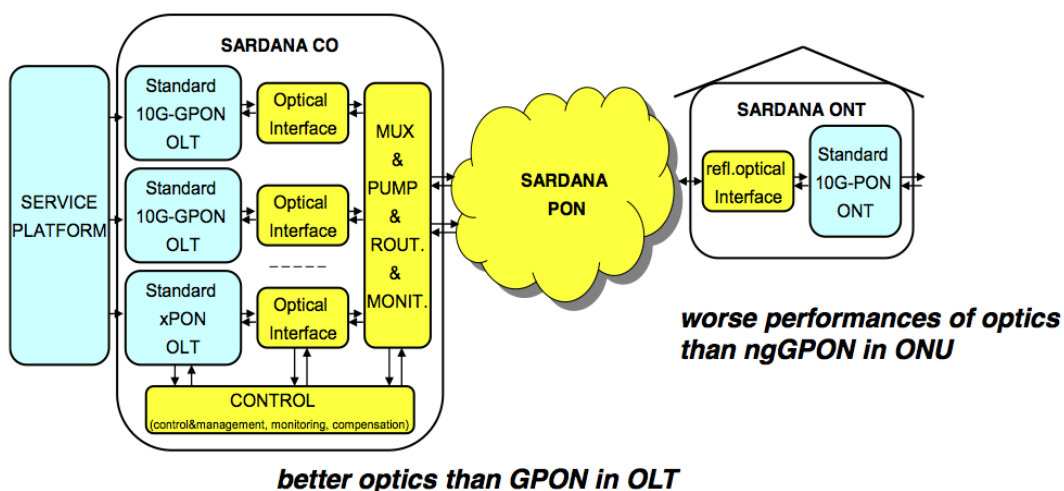 SARDANA CO
SERVICE
PLATFORM
Standard
10G-GPON
OLT
Optical
Interface
Standard
10G-GPON
OLT
Optical
Interface
Standard
xPON
OLT
Optical
Interface
MUX
&
PUMP
&
ROUT.
&
MONIT.
CONTROL
(control&management, monitoring, compensation)
SARDANA
PON
SARDANA ONT
refl.optical
Interface
Standard
10G-PON
ONT
worse performances of optics
than ngGPON in ONU
better optics than GPON in OLT